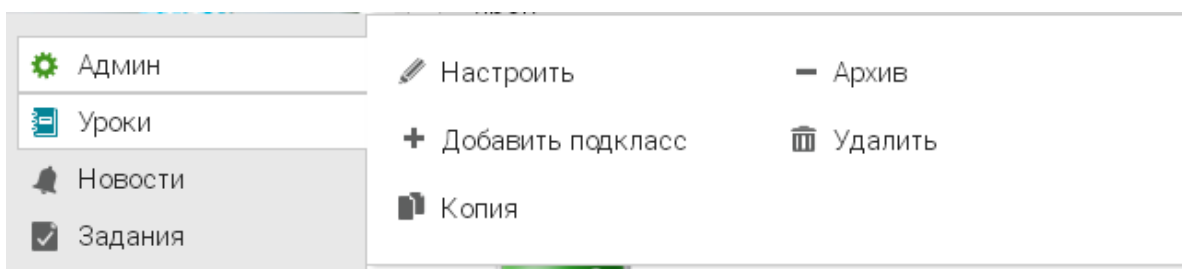 Админ
Уроки
Новости
Задания
Настроить
Архив
Добавить подкласс
Удалить
Копия